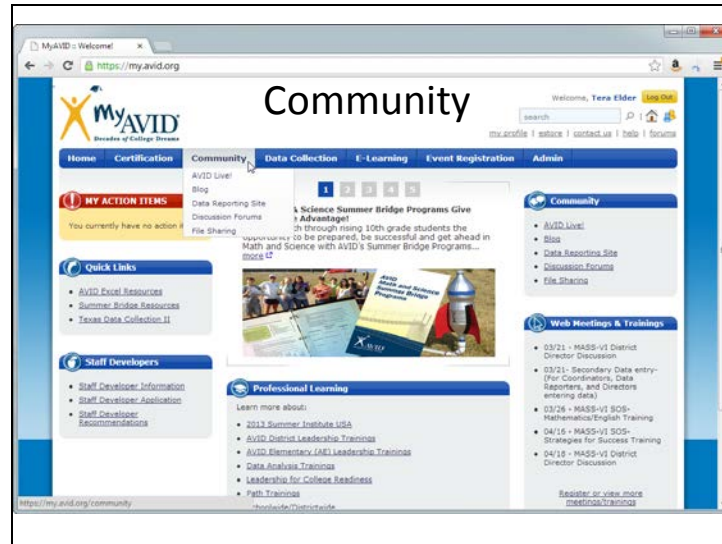 MyAVID :: Welcome!
https://my.avid.org
Community
MyAVID
Decades of College Dreams
Welcome, Tera Elder Log Out
search
my profile | estore | contact us | help | forums
Home Certification Community Data Collection E-Learning Event Registration Admin
AVID Live!
Blog
Data Reporting Site
Discussion Forums
File Sharing
MY ACTION ITEMS
You currently have no action
Quick Links
AVID Excel Resources
Summer Bridge Resources
Texas Data Collection II
Staff Developers
Staff Developer Information
Staff Developer Application
Staff Developer
Recommendations
1 2 3 4 5
& Science Summer Bridge Programs Give
Advantage!
through rising 10th grade students the
opportunity to be prepared, be successful and get ahead in
Math and Science with AVID's Summer Bridge Programs...
more
AVID
Math and Science
Summer Bridge
Programs
AVID
Professional Learning
Learn more about:
2013 Summer Institute USA
AVID District Leadership Trainings
AVID Elementary (AE) Leadership Trainings
Data Analysis Trainings
Leadership for College Readiness
Path Trainings
Schoolwide/Districtwide
Community
AVID Live!
Blog
Data Reporting Site
Discussion Forums
File Sharing
Web Meetings & Trainings
03/21 - MASS-VI District
Director Discussion
03/21- Secondary Data entry-
(For Coordinators, Data
Reporters, and Directors
entering data)
03/26 - MASS-VI SOS-
Mathematics/English Training
04/16 - MASS-VI SOS-
Strategies for Success Training
04/18 - MASS-VI District
Director Discussion
Register or view more
meetings/trainings
https://my.avid.org/community